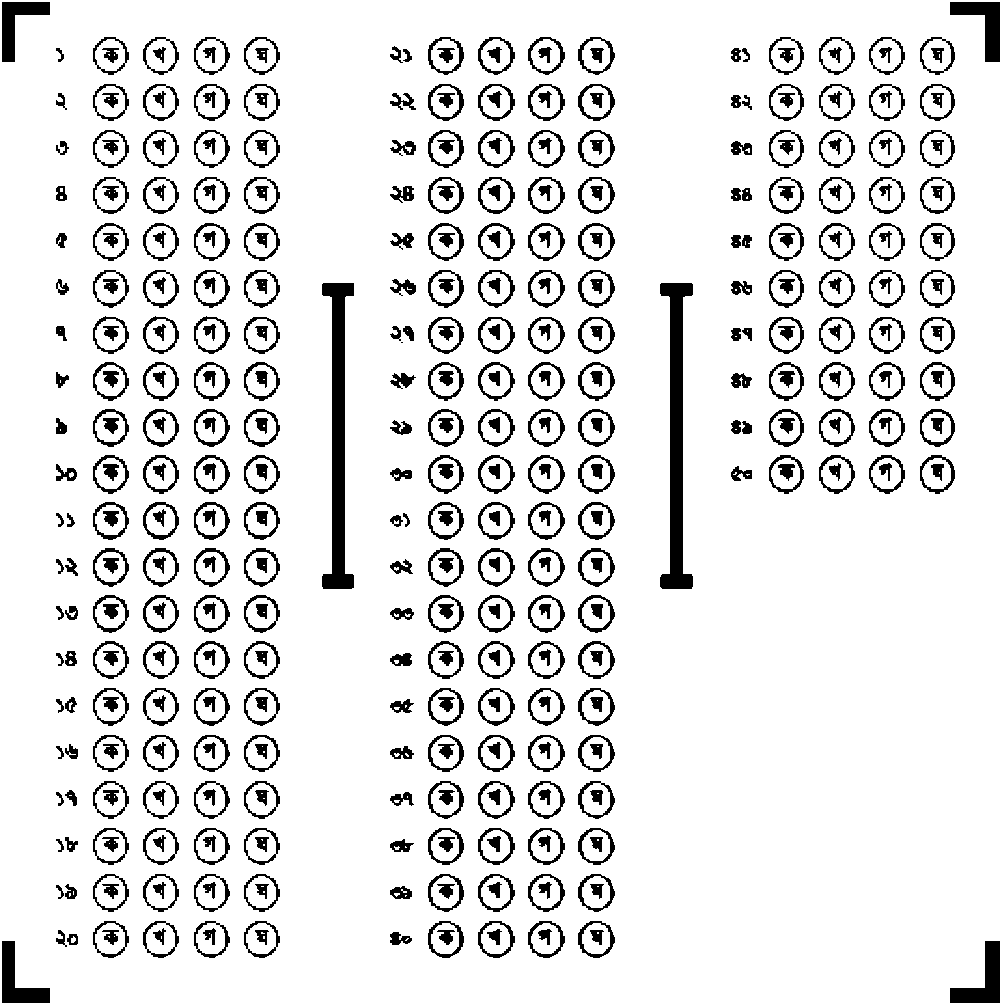 ১ ক খ গ ঘ
২ ক খ গ ঘ
৩ ক খ গ ঘ
৪ ক খ গ ঘ
৫ ক খ গ ঘ
৬ ক খ গ ঘ
৭ ক খ গ ঘ
৮ ক খ গ ঘ
৯ ক খ গ ঘ
১০ ক খ গ ঘ
১১ ক খ গ ঘ
১২ ক খ গ ঘ
১৩ ক খ গ ঘ
১৪ ক খ গ ঘ
১৫ ক খ গ ঘ
১৬ ক খ গ ঘ
১৭ ক খ গ ঘ
১৮ ক খ গ ঘ
১৯ ক খ গ ঘ
২০ ক খ গ ঘ
২১ ক খ গ ঘ
২২ ক খ গ ঘ
২৩ ক খ গ ঘ
২৪ ক খ গ ঘ
২৫ ক খ গ ঘ
২৬ ক খ গ ঘ
২৭ ক খ গ ঘ
২৮ ক খ গ ঘ
২৯ ক খ গ ঘ
৩০ ক খ গ ঘ
৩১ ক খ গ ঘ
৩২ ক খ গ ঘ
৩৩ ক খ গ ঘ
৩৪ ক খ গ ঘ
৩৫ ক খ গ ঘ
৩৬ ক খ গ ঘ
৩৭ ক খ গ ঘ
৩৮ ক খ গ ঘ
৩৯ ক খ গ ঘ
৪০ ক খ গ ঘ
৪১ ক খ গ ঘ
৪২ ক খ গ ঘ
৪৩ ক খ গ ঘ
৪৪ ক খ গ ঘ
৪৫ ক খ গ ঘ
৪৬ ক খ গ ঘ
৪৭ ক খ গ ঘ
৪৮ ক খ গ ঘ
৪৯ ক খ গ ঘ
৫০ ক খ গ ঘ